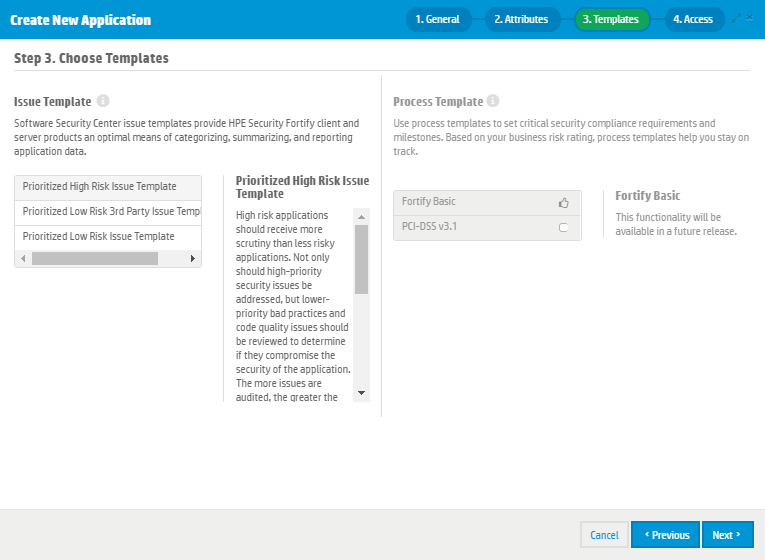 Create New Application
1. General
2. Attributes
3. Templates
4. Access
Step 3. Choose Templates
Issue Template
Software Security Center issue templates provide HPE Security Fortify client and
server products an optimal means of categorizing, summarizing, and reporting
application data.
Prioritized High Risk Issue Template
Prioritized Low Risk 3rd Party Issue Templ
Prioritized Low Risk Issue Template
Prioritized High Risk Issue
Template
High risk applications
should receive more
scrutiny than less risky
applications. Not only
should high-priority
security issues be
addressed, but lower-
priority bad practices and
code quality issues should
be reviewed to determine
if they compromise the
security of the application.
The more issues are
audited, the greater the
Process Template
Use process templates to set critical security compliance requirements and
milestones. Based on your business risk rating, process templates help you stay on
track.
Fortify Basic
PCI-DSS v3.1
Fortify Basic
This functionality will be
available in a future release.
Cancel
‹ Previous
Next ›